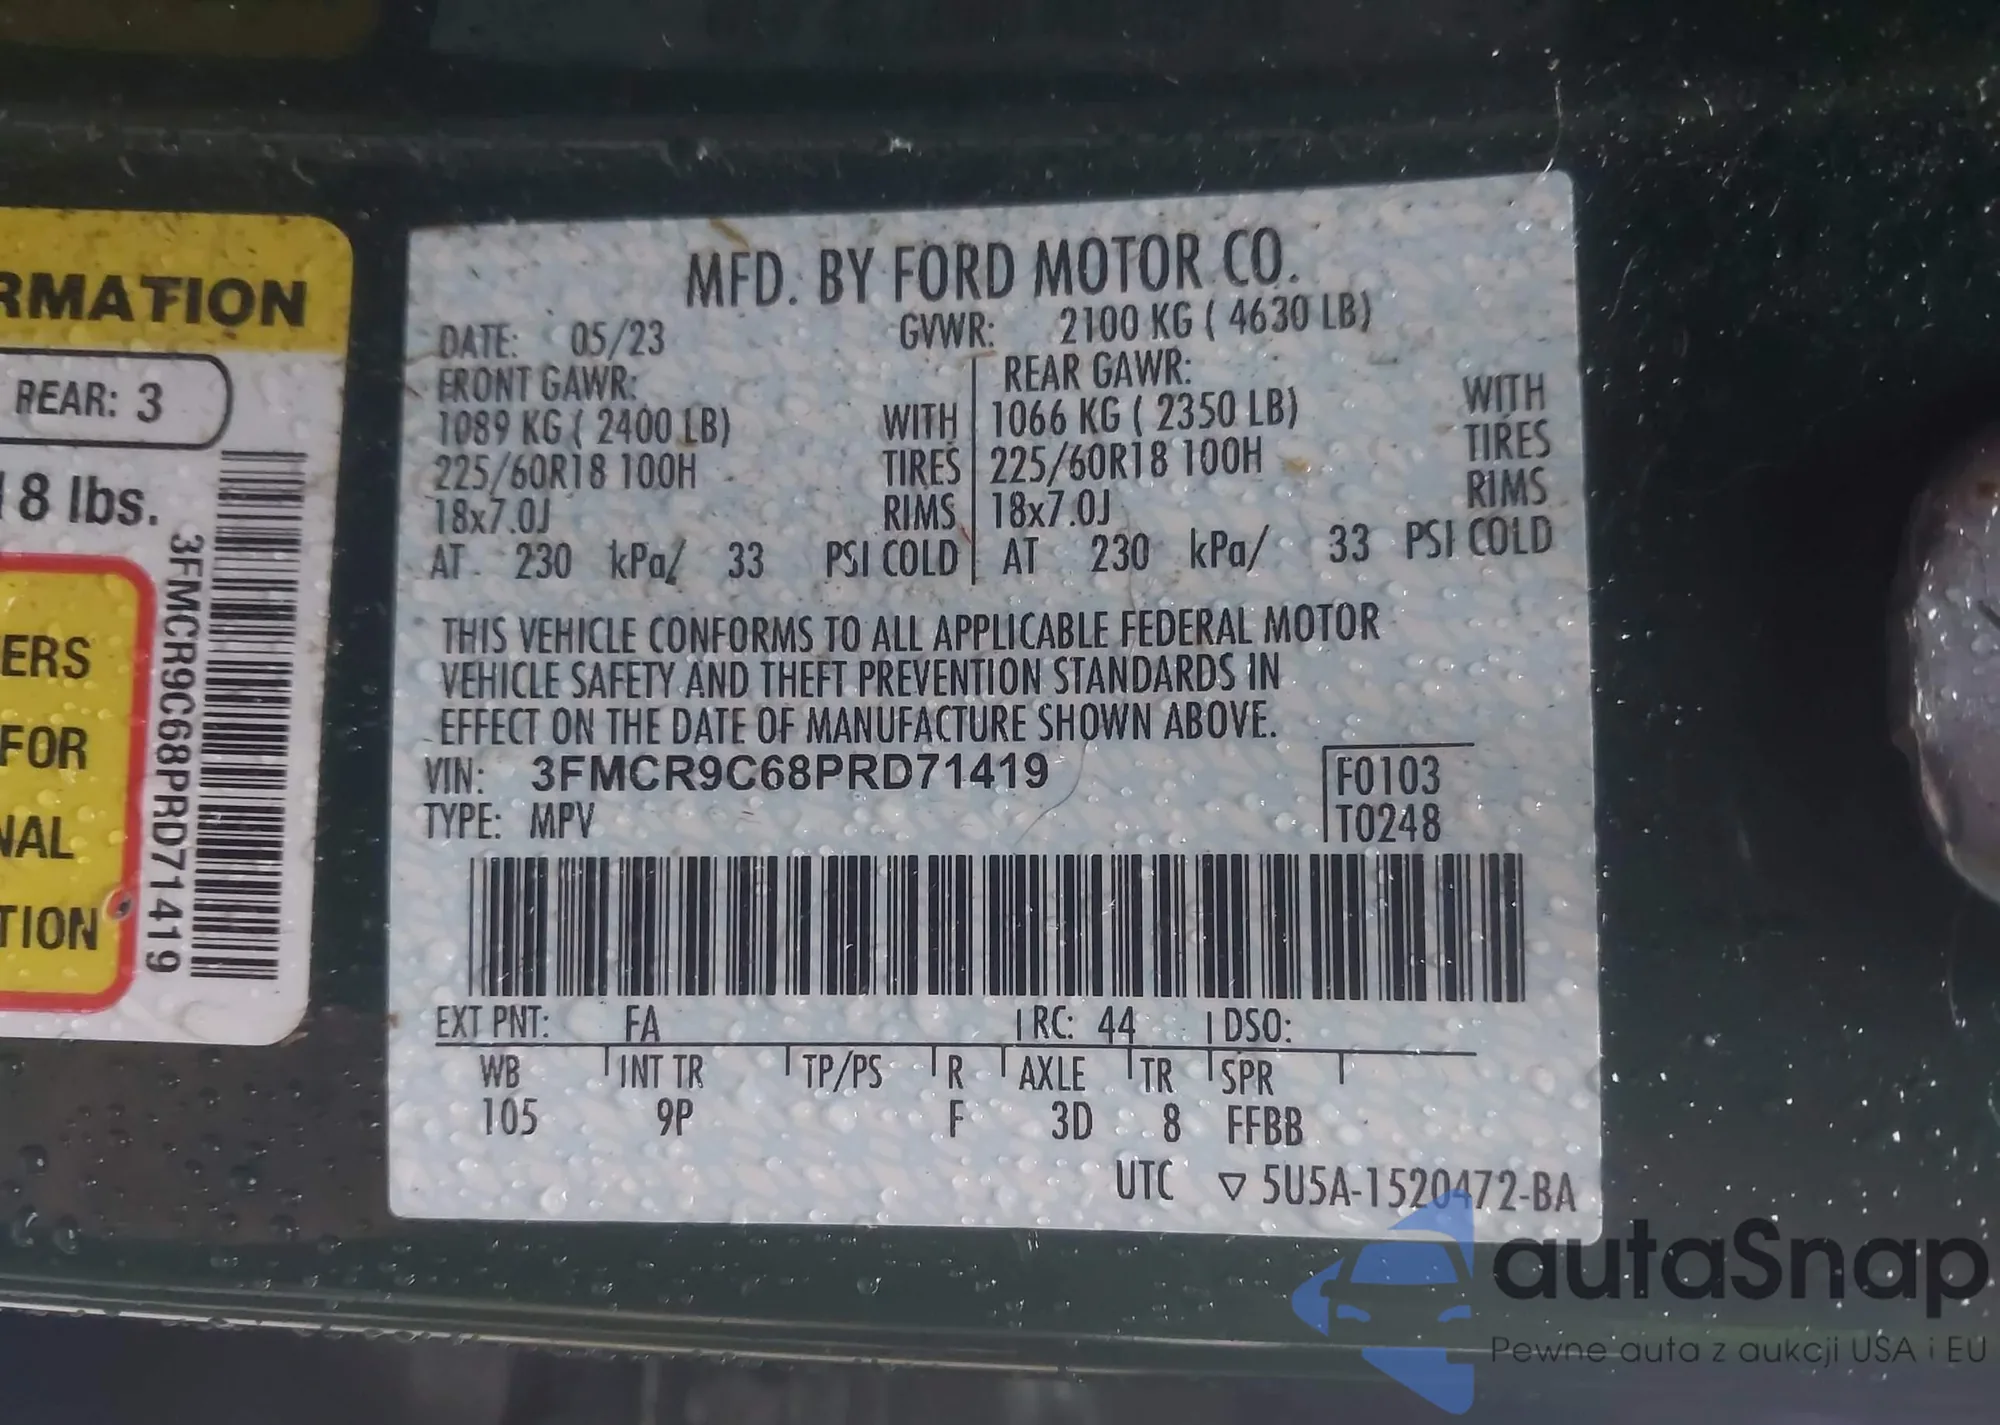 RMATION
REAR: 3
8 lbs.
ERS
FOR
NAL
TION
3FMCR9C68PRD71419
MFD. BY FORD MOTOR CO.
DATE: 05/23 GVWR: 2100 KG ( 4630 LB)
FRONT GAWR: REAR GAWR:
1089 KG ( 2400 LB) WITH 1066 KG ( 2350 LB) WITH
225/60R18 100H TIRES 225/60R18 100H TIRES
18x7.0J RIMS 18x7.0J RIMS
AT 230 kPa/ 33 PSI COLD AT 230 kPa/ 33 PSI COLD
THIS VEHICLE CONFORMS TO ALL APPLICABLE FEDERAL MOTOR
VEHICLE SAFETY AND THEFT PREVENTION STANDARDS IN
EFFECT ON THE DATE OF MANUFACTURE SHOWN ABOVE.
VIN: 3FMCR9C68PRD71419 F0103
TYPE: MPV T0248
EXT PNT: FA RC: 44 DSO:
WB INT TR TP/PS R AXLE TR SPR
105 9P F 3D 8 FFBB
UTC ▽ 5U5A-1520472-BA
autaSnap
Pewne auta z aukcji USA i EU